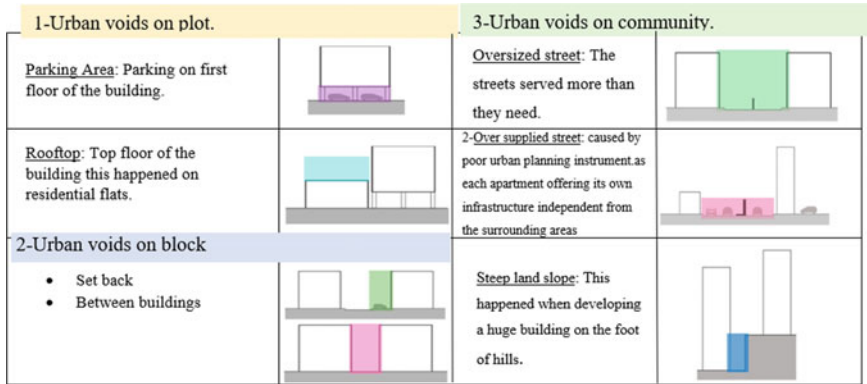 1-Urban voids on plot.
Parking Area: Parking on first
floor of the building.
Rooftop: Top floor of the
building this happened on
residential flats.
2-Urban voids on block
• Set back
• Between buildings
3-Urban voids on community.
Oversized street: The
streets served more than
they need.
2-Over supplied street: caused by
poor urban planning instrument.as
each apartment offering its own
infrastructure independent from
the surrounding areas
Steep land slope: This
happened when developing
a huge building on the foot
of hills.